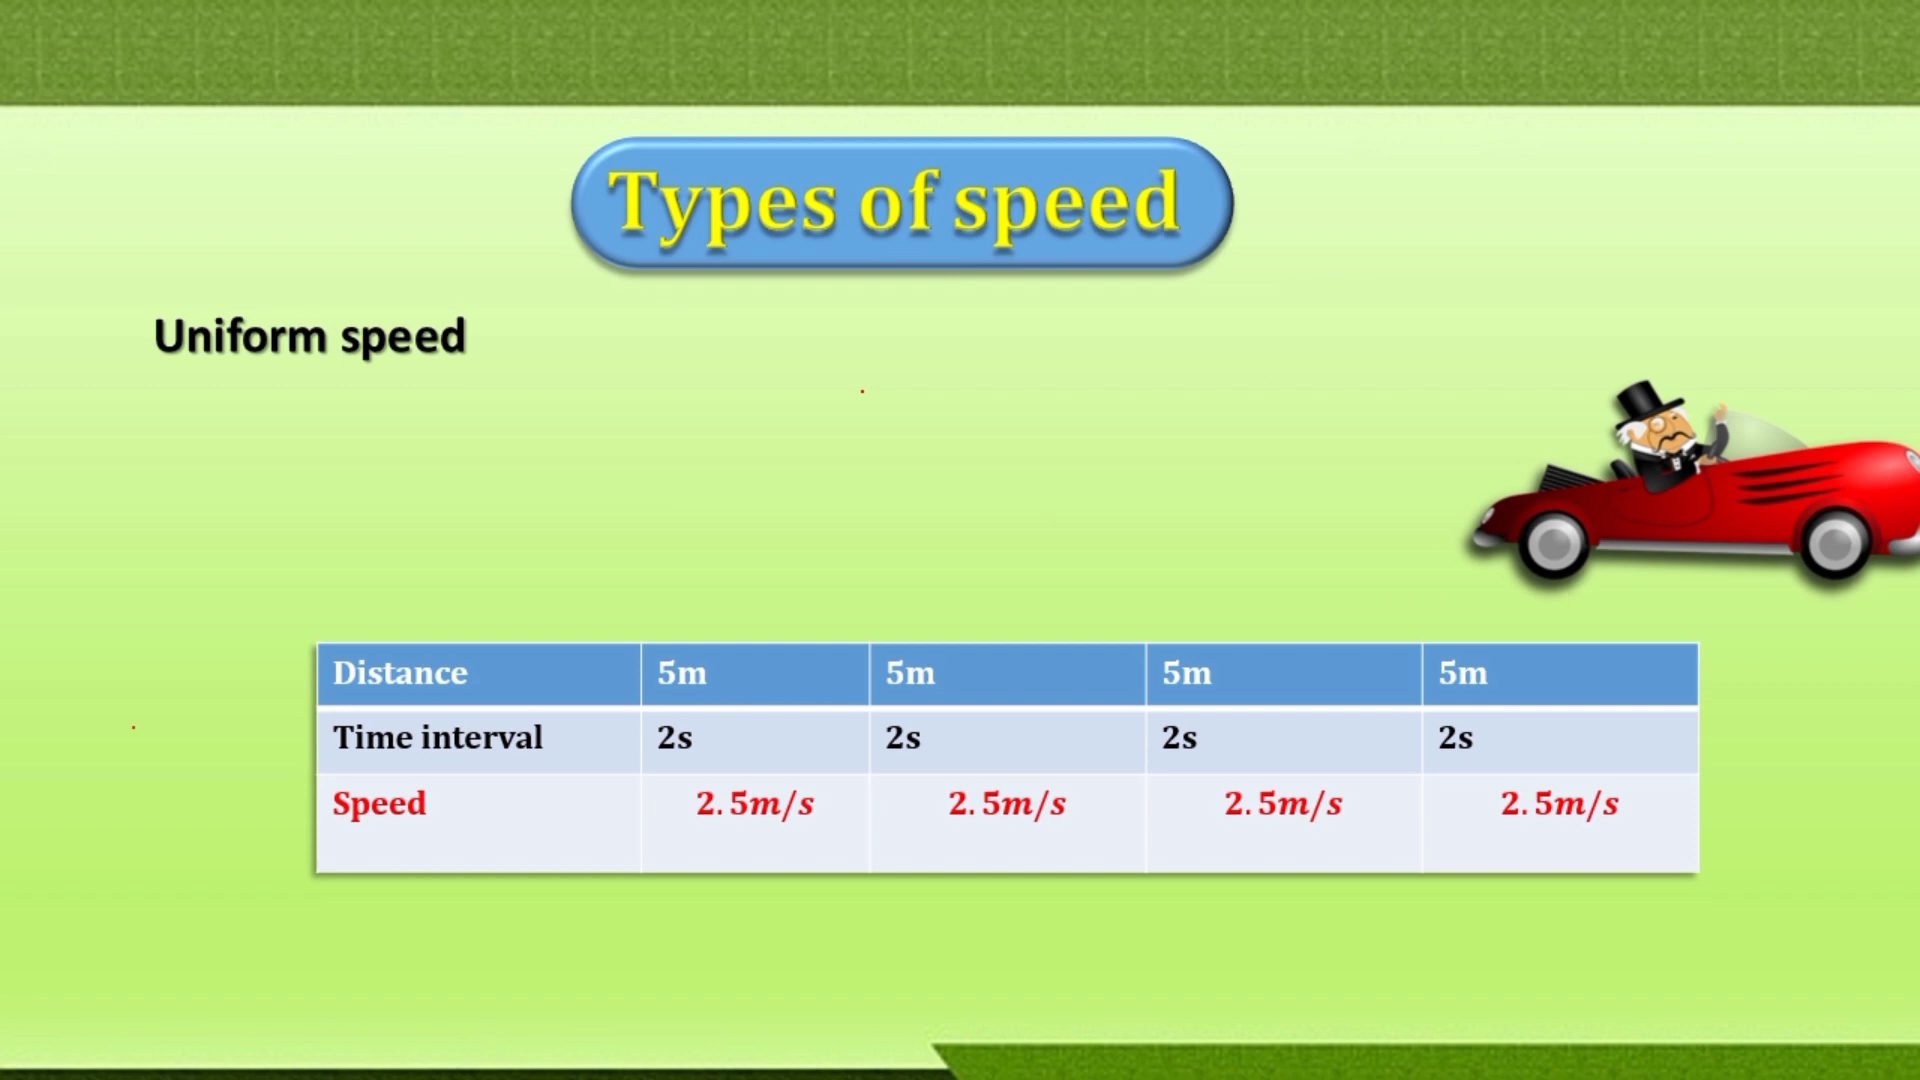 Types of speed
Uniform speed
Distance 5m 5m 5m 5m
Time interval 2s 2s 2s 2s
Speed 2.5m/s 2.5m/s 2.5m/s 2.5m/s